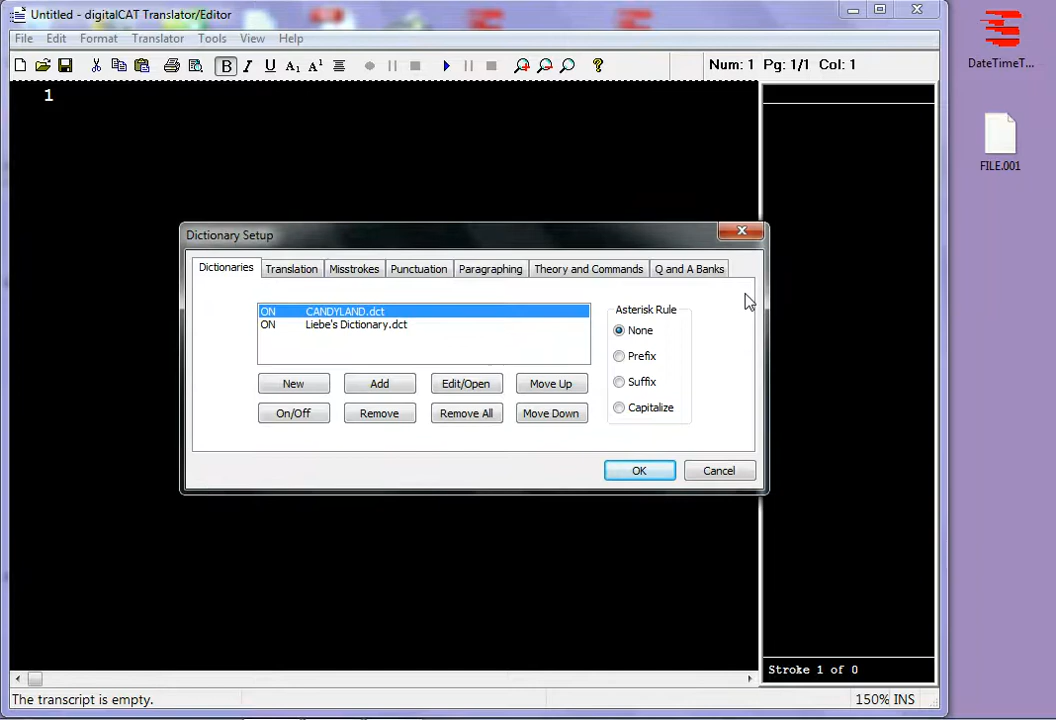 Untitled - digitalCAT Translator/Editor
File Edit Format Translator Tools View Help
B I U A₁ A¹ ? Num: 1 Pg: 1/1 Col: 1
1
DateTimeT...
FILE.001
Dictionary Setup
Dictionaries Translation Misstrokes Punctuation Paragraphing Theory and Commands Q and A Banks
ON CANDYLAND.dct
ON Liebe's Dictionary.dct
Asterisk Rule
None
Prefix
Suffix
Capitalize
New Add Edit/Open Move Up
On/Off Remove Remove All Move Down
OK Cancel
Stroke 1 of 0
The transcript is empty. 150% INS